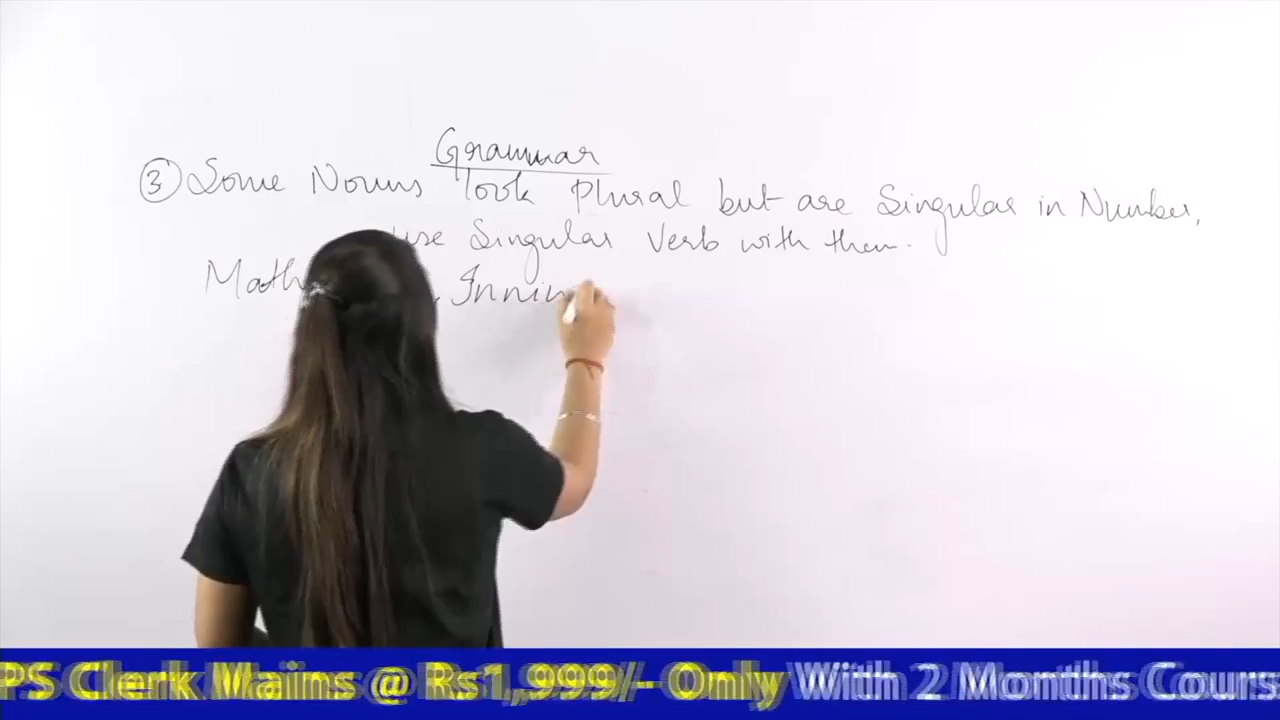 Grammar
③ Some Nouns look Plural but are Singular in Number,
use Singular Verb with them.
Math , Innin
PS Clerk Mains @ Rs1,999/- Only With 2 Months Cours